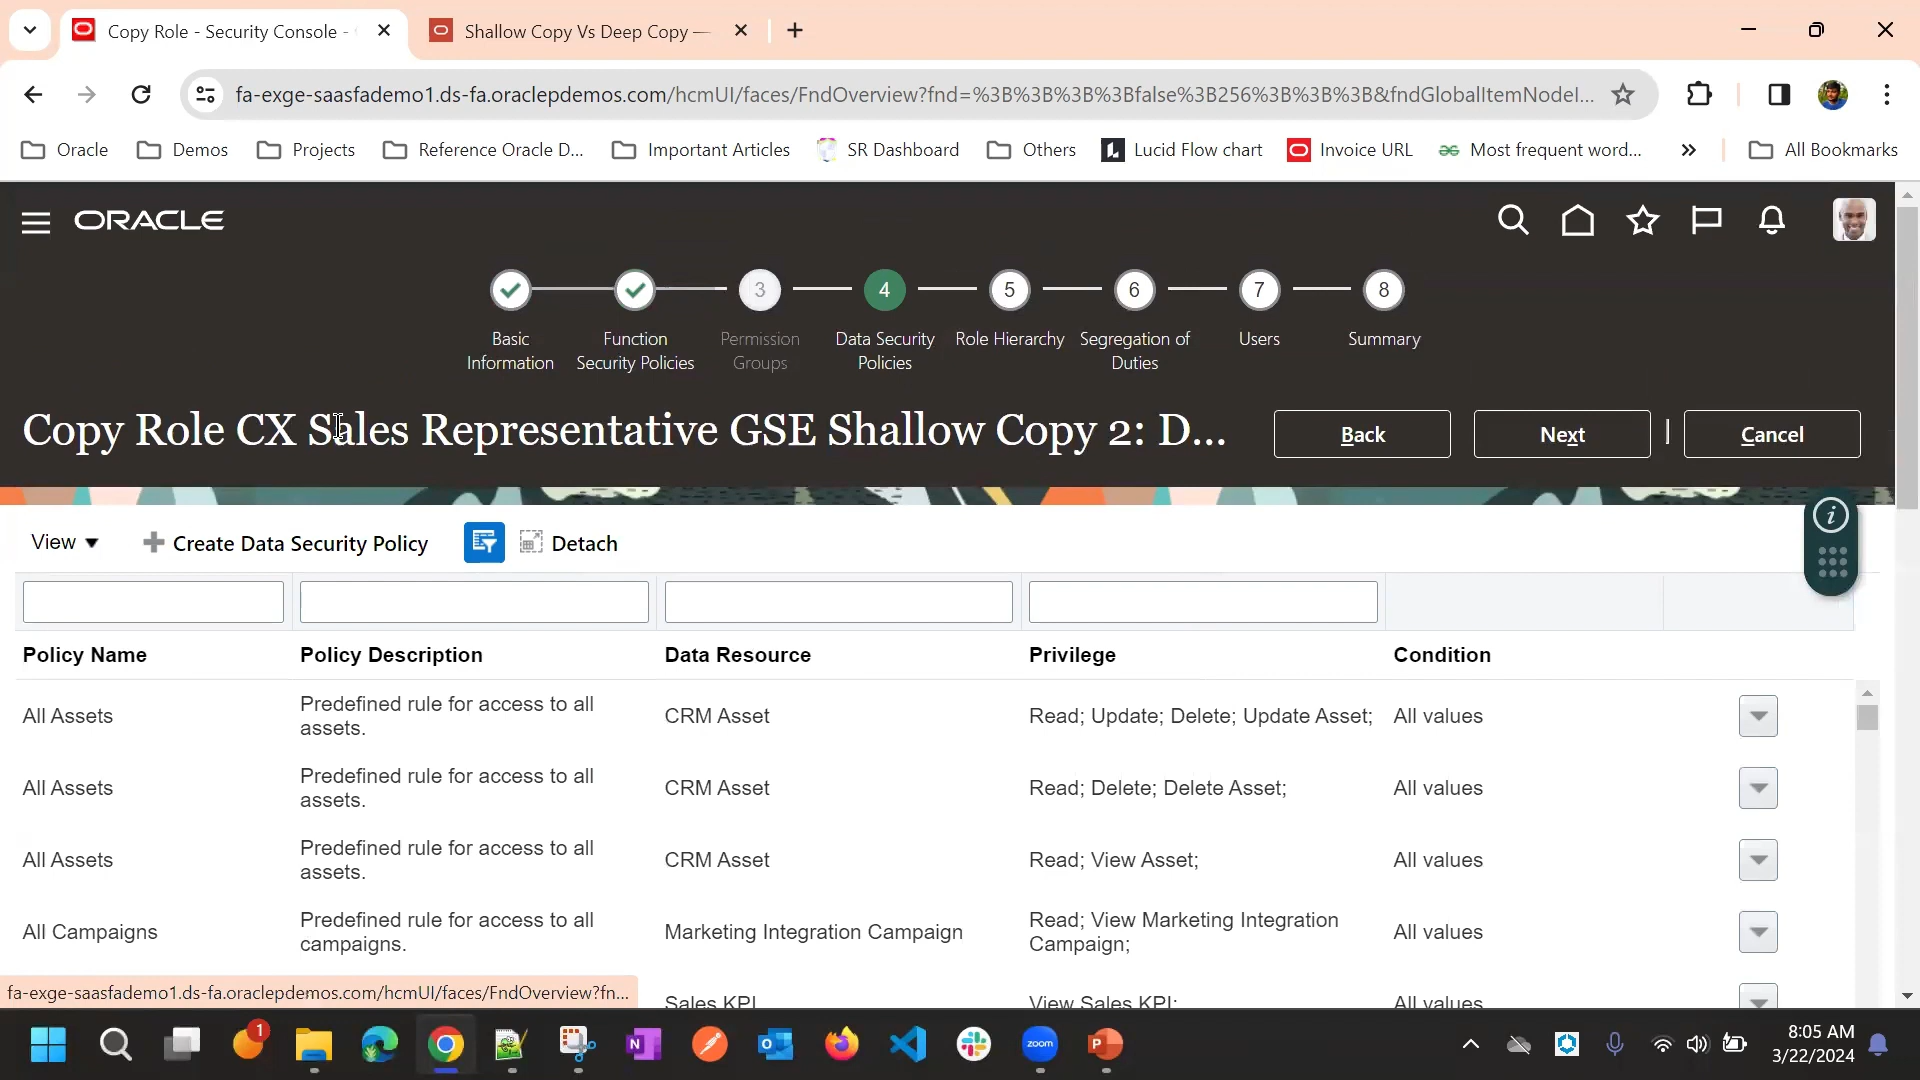 Copy Role - Security Console -
Shallow Copy Vs Deep Copy —
fa-exge-saasfademo1.ds-fa.oraclepdemos.com/hcmUI/faces/FndOverview?fnd=%3B%3B%3B%3Bfalse%3B256%3B%3B%3B&fndGlobalItemNodeI...
Oracle Demos Projects Reference Oracle D... Important Articles SR Dashboard Others Lucid Flow chart Invoice URL Most frequent word... » All Bookmarks
ORACLE
3 4 5 6 7 8
Basic Information
Function Security Policies
Permission Groups
Data Security Policies
Role Hierarchy
Segregation of Duties
Users
Summary
Copy Role CX Sales Representative GSE Shallow Copy 2: D...
Back Next | Cancel
View Create Data Security Policy Detach
Policy Name Policy Description Data Resource Privilege Condition
All Assets Predefined rule for access to all assets. CRM Asset Read; Update; Delete; Update Asset; All values
All Assets Predefined rule for access to all assets. CRM Asset Read; Delete; Delete Asset; All values
All Assets Predefined rule for access to all assets. CRM Asset Read; View Asset; All values
All Campaigns Predefined rule for access to all campaigns. Marketing Integration Campaign Read; View Marketing Integration Campaign; All values
Sales KPI View Sales KPI; All values
fa-exge-saasfademo1.ds-fa.oraclepdemos.com/hcmUI/faces/FndOverview?fn...
1
zoom
8:05 AM
3/22/2024